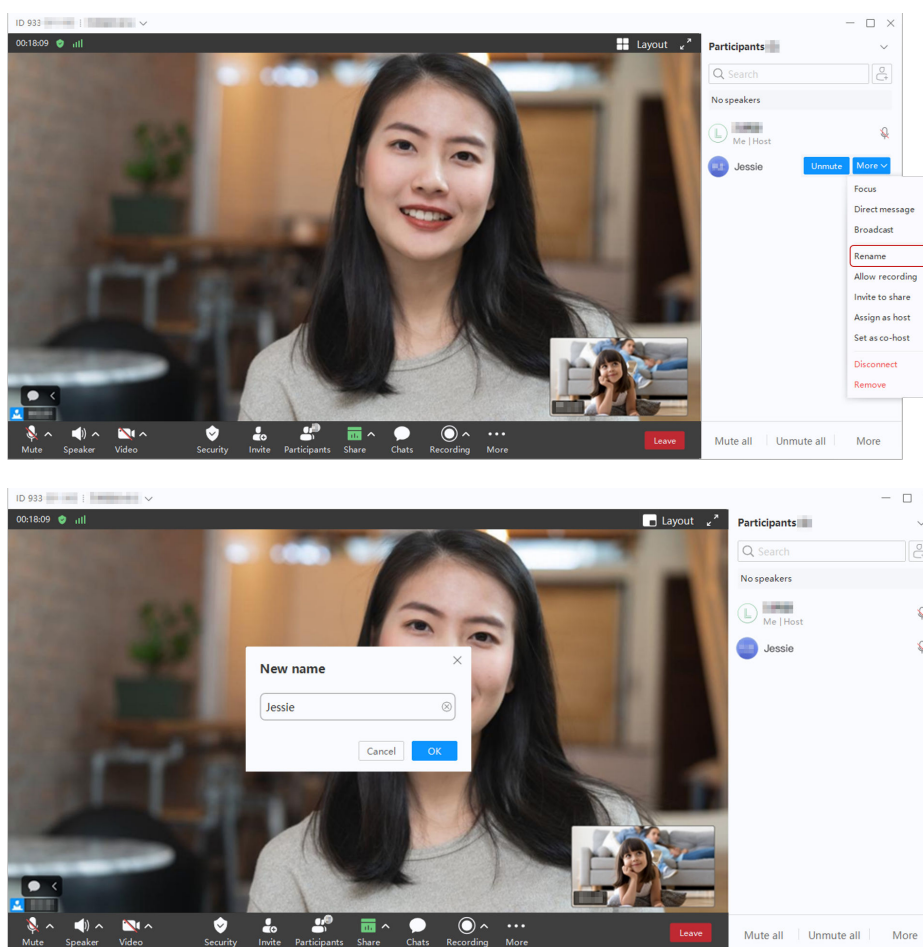 ID 933
00:18:09
Layout
Participants
Search
No speakers
L
Me | Host
Jessie
Unmute
More
Focus
Direct message
Broadcast
Rename
Allow recording
Invite to share
Assign as host
Set as co-host
Disconnect
Remove
Mute
Speaker
Video
Security
Invite
Participants
Share
Chats
Recording
More
Leave
Mute all
Unmute all
More
ID 933
00:18:09
Layout
Participants
Search
No speakers
L
Me | Host
Jessie
New name
Jessie
Cancel
OK
Mute
Speaker
Video
Security
Invite
Participants
Share
Chats
Recording
More
Leave
Mute all
Unmute all
More